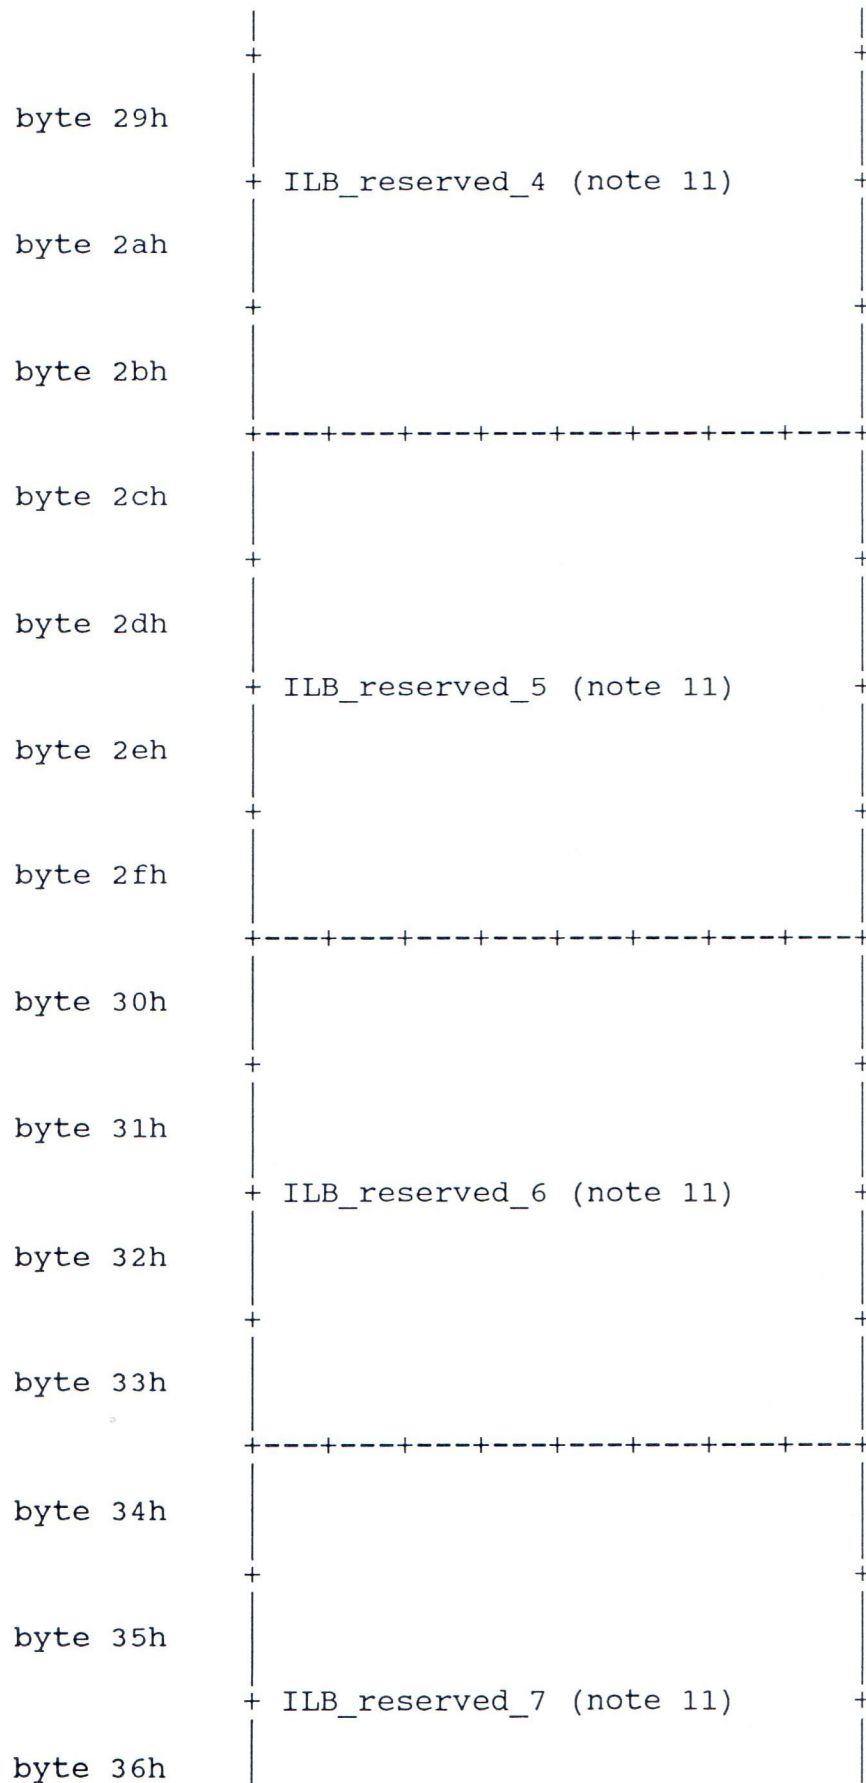 byte 29h
ILB_reserved_4 (note 11)
byte 2ah
byte 2bh
byte 2ch
byte 2dh
ILB_reserved_5 (note 11)
byte 2eh
byte 2fh
byte 30h
byte 31h
ILB_reserved_6 (note 11)
byte 32h
byte 33h
byte 34h
byte 35h
ILB_reserved_7 (note 11)
byte 36h